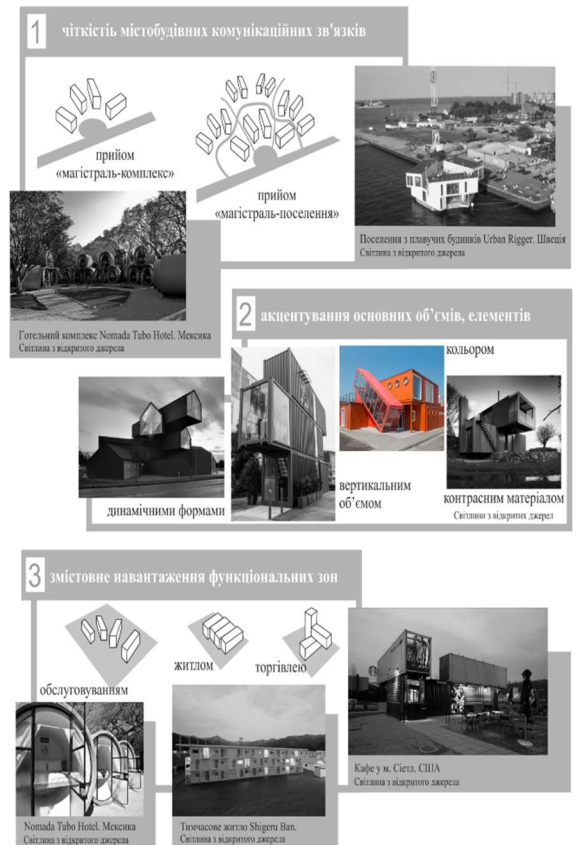 1
чіткістіь містобудівних комунікаційних зв'язків
прийом
«магістраль-комплекс»
прийом
«магістраль-поселення»
Поселення з плавучих будинків Urban Rigger. Швеція
Світлина з відкритого джерела
Готельний комплекс Nomada Tubo Hotel. Мексика
Світлина з відкритого джерела
2
акцентування основних об'ємів, елементів
кольором
динамічними формами
вертикальним
об'ємом
контрасним матеріалом
Світлини з відкритих джерел
3
змістовне навантаження функціональних зон
обслуговуванням
житлом
торгівлею
Nomada Tubo Hotel. Мексика
Світлина з відкритого джерела
Тимчасове житло Shigeru Ban.
Світлина з відкритого джерела
Кафе у м. Сіетл. США
Світлина з відкритого джерела